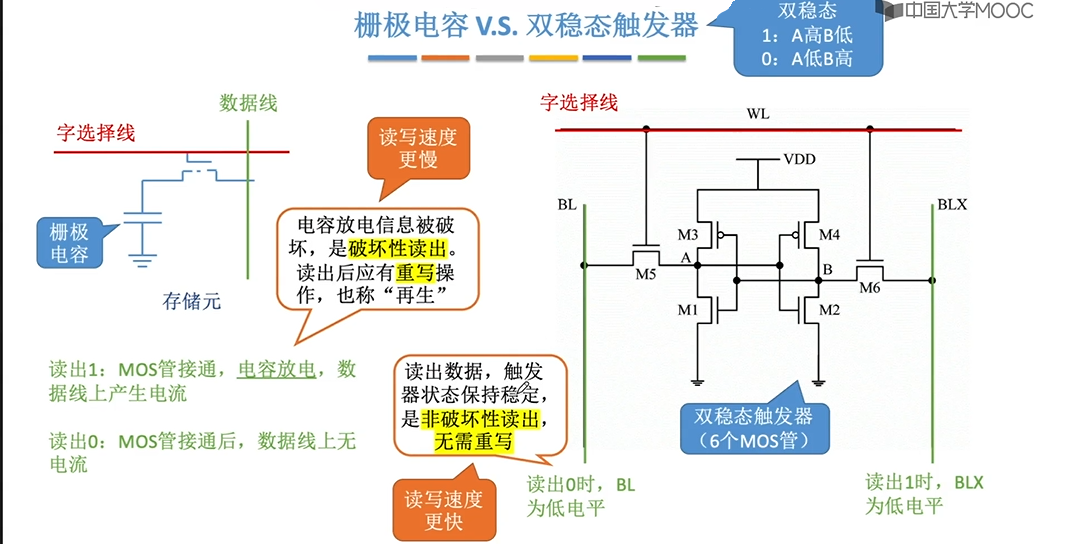 栅极电容 V.S. 双稳态触发器
双稳态
1：A高B低
0：A低B高
中国大学MOOC
数据线
字选择线
栅极
电容
存储元
读写速度
更慢
电容放电信息被破
坏，是破坏性读出。
读出后应有重写操
作，也称“再生”
读出1：MOS管接通，电容放电，数
据线上产生电流
读出0：MOS管接通后，数据线上无
电流
读出数据，触发
器状态保持稳定，
是非破坏性读出，
无需重写
读写速度
更快
字选择线
WL
VDD
BL
BLX
M3
M4
A
B
M5
M6
M1
M2
双稳态触发器
（6个MOS管）
读出0时，BL
为低电平
读出1时，BLX
为低电平